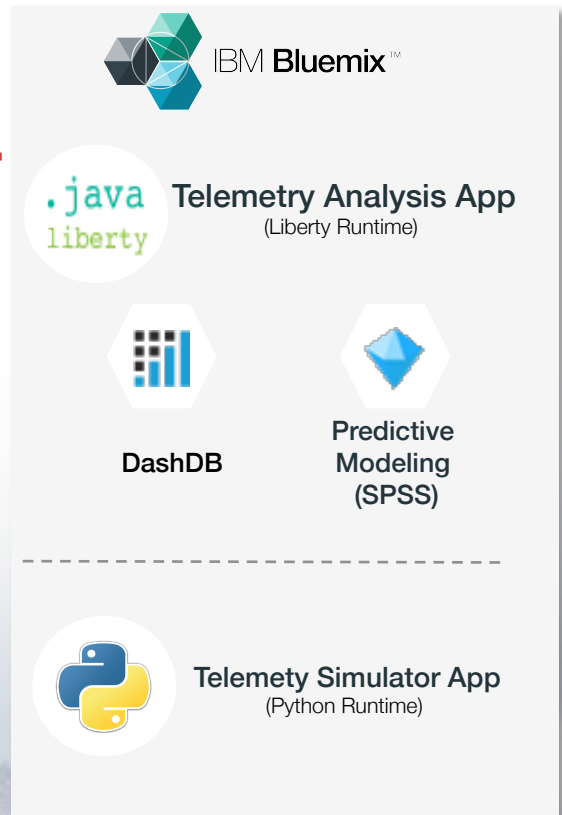 IBM Bluemix™
.java
liberty
Telemetry Analysis App
(Liberty Runtime)
DashDB
Predictive
Modeling
(SPSS)
Telemety Simulator App
(Python Runtime)